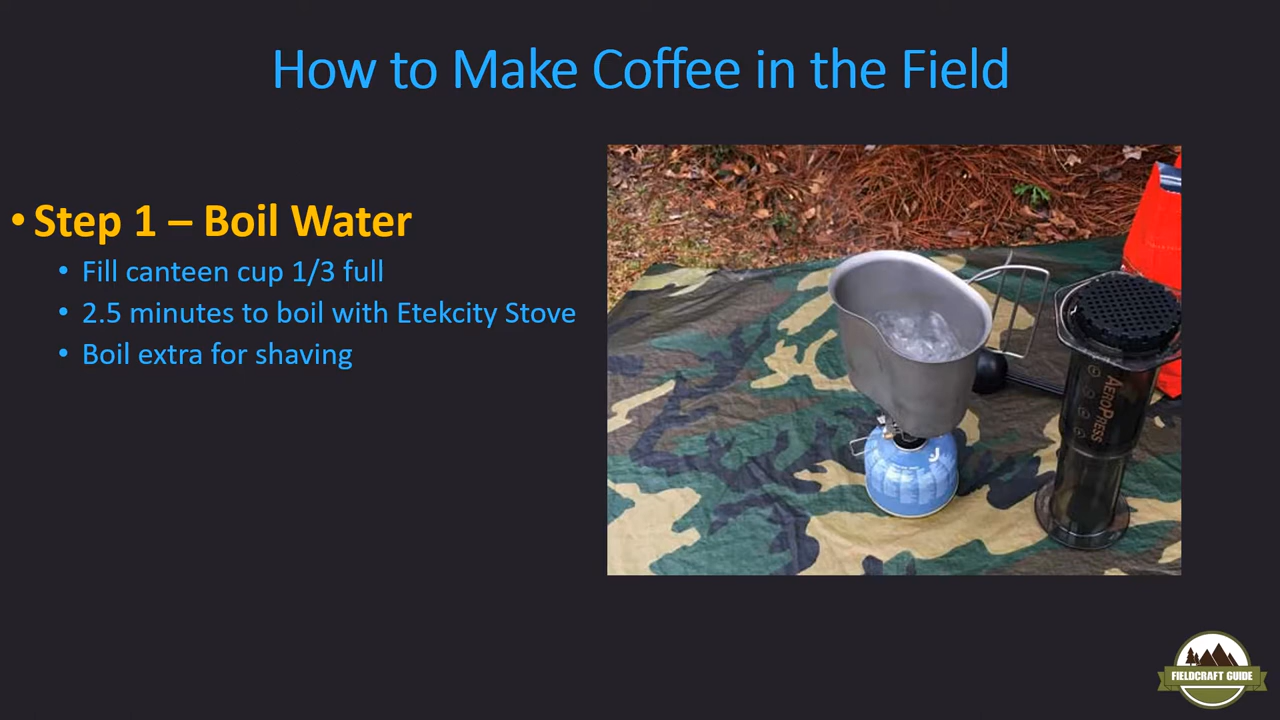 How to Make Coffee in the Field
• Step 1 – Boil Water
• Fill canteen cup 1/3 full
• 2.5 minutes to boil with Etekcity Stove
• Boil extra for shaving
AEROPRESS
FIELDCRAFT GUIDE